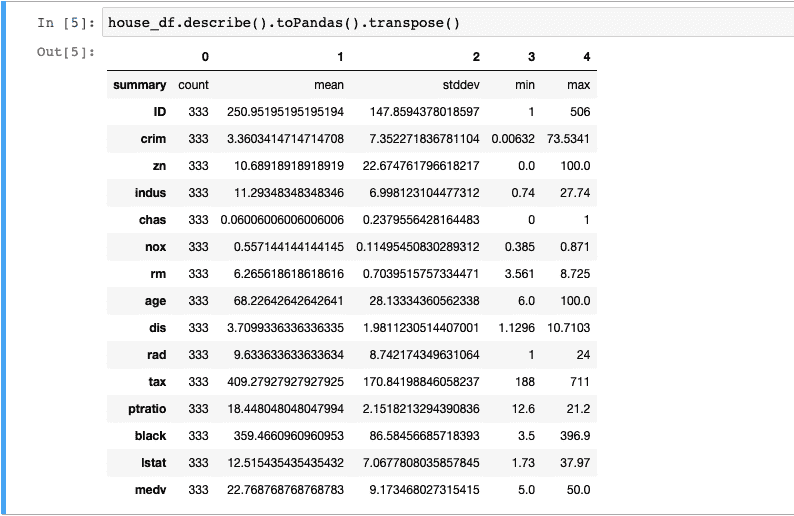 In [5]: house_df.describe().toPandas().transpose()
Out[5]:
0 1 2 3 4
summary count mean stddev min max
ID 333 250.95195195195194 147.8594378018597 1 506
crim 333 3.3603414714714708 7.352271836781104 0.00632 73.5341
zn 333 10.68918918918919 22.674761796618217 0.0 100.0
indus 333 11.29348348348346 6.998123104477312 0.74 27.74
chas 333 0.06006006006006006 0.2379556428164483 0 1
nox 333 0.557144144144145 0.11495450830289312 0.385 0.871
rm 333 6.265618618618616 0.7039515757334471 3.561 8.725
age 333 68.22642642642641 28.13334360562338 6.0 100.0
dis 333 3.7099336336336335 1.9811230514407001 1.1296 10.7103
rad 333 9.633633633633634 8.742174349631064 1 24
tax 333 409.27927927927925 170.84198846058237 188 711
ptratio 333 18.448048048047994 2.1518213294390836 12.6 21.2
black 333 359.4660960960953 86.58456685718393 3.5 396.9
lstat 333 12.515435435435432 7.0677808035857845 1.73 37.97
medv 333 22.768768768768783 9.173468027315415 5.0 50.0